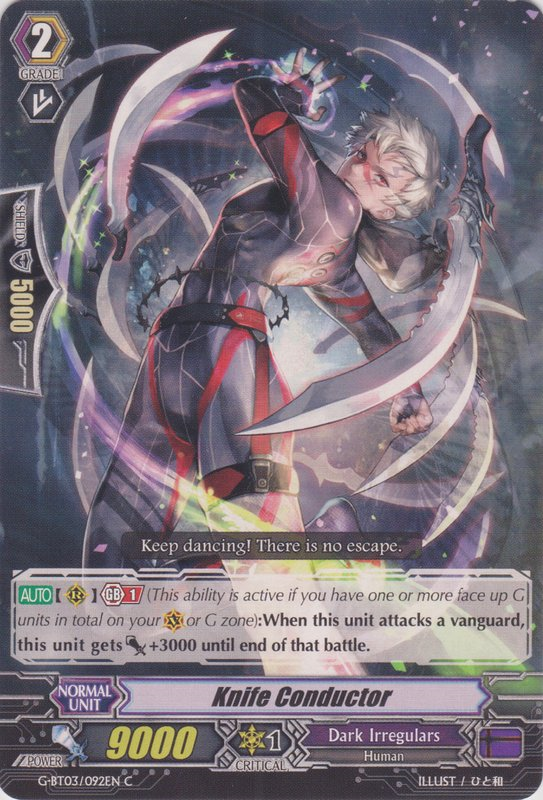 2
GRADE
SHIELD
5000
Keep dancing! There is no escape.
AUTO【 R 】GB 1 (This ability is active if you have one or more face up G
units in total on your V or G zone):When this unit attacks a vanguard,
this unit gets +3000 until end of that battle.
NORMAL
UNIT
Knife Conductor
POWER 9000
1
CRITICAL
Dark Irregulars
Human
G-BT03/092EN C
ILLUST / ひと和